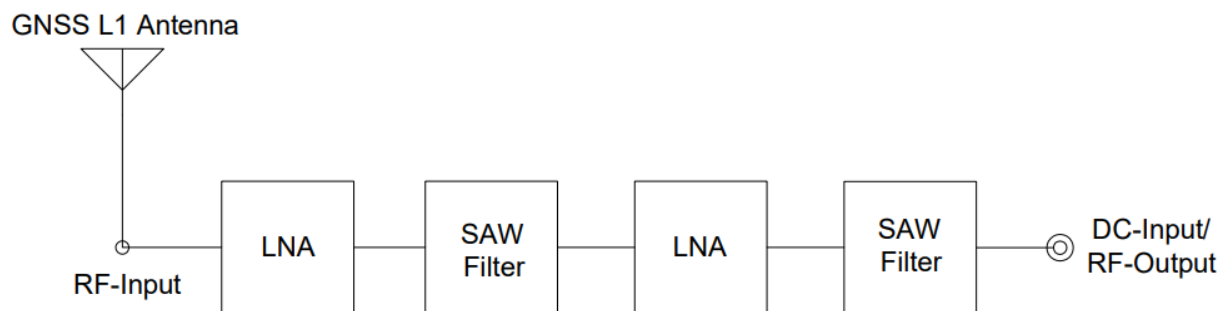 GNSS L1 Antenna
RF-Input
LNA
SAW
Filter
LNA
SAW
Filter
DC-Input/
RF-Output